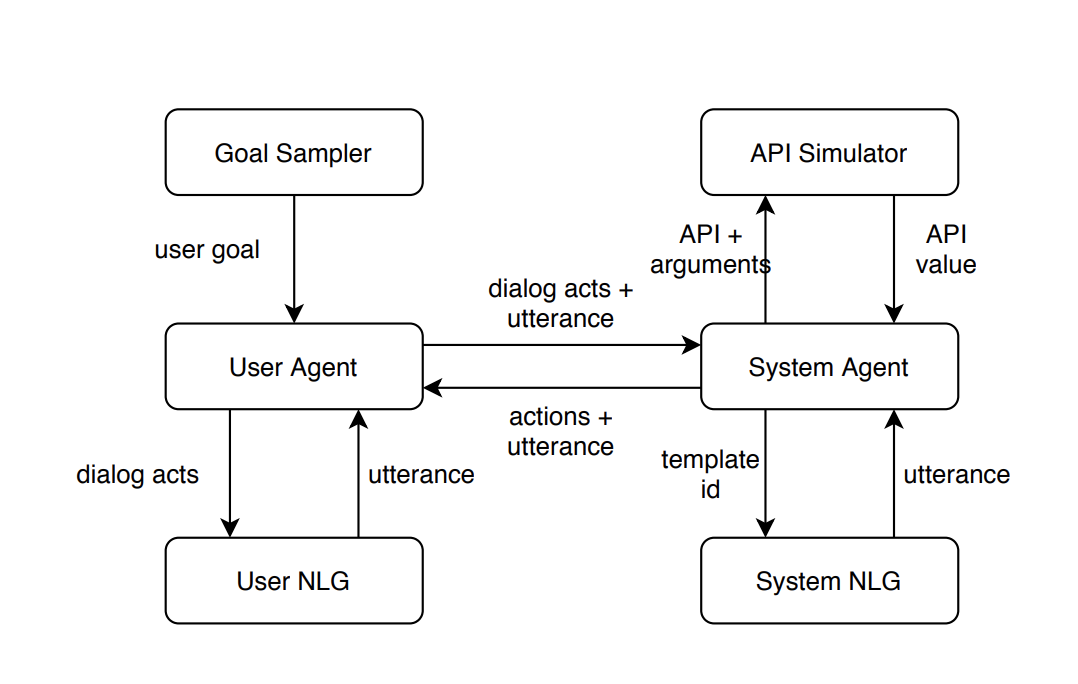 Goal Sampler
API Simulator
user goal
API +
arguments
API
value
dialog acts +
utterance
User Agent
System Agent
actions +
utterance
dialog acts
utterance
template
id
utterance
User NLG
System NLG